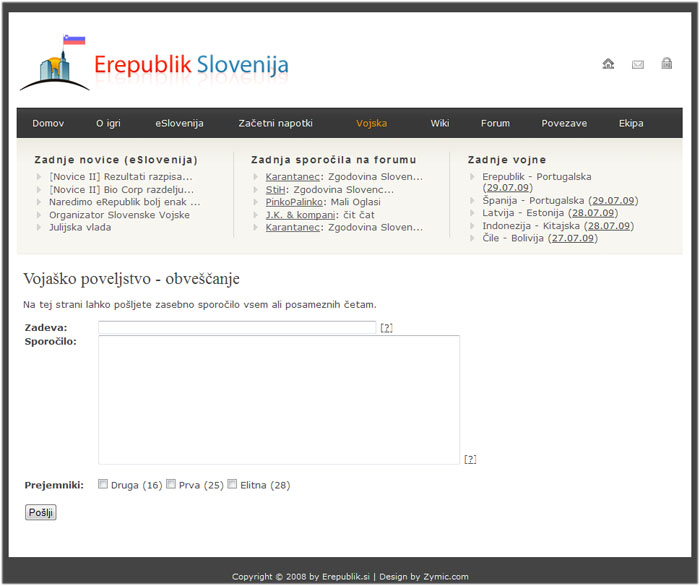 Erepublik Slovenija
Domov O igri eSlovenija Začetni napotki Vojska Wiki Forum Povezave Ekipa
Zadnje novice (eSlovenija)
[Novice II] Rezultati razpisa...
[Novice II] Bio Corp razdelju...
Naredimo eRepublik bolj enak ...
Organizator Slovenske Vojske
Julijska vlada
Zadnja sporočila na forumu
Karantanec: Zgodovina Sloven...
StiH: Zgodovina Slovenc...
PinkoPalinko: Mali Oglasi
J.K. & kompani: čit čat
Karantanec: Zgodovina Sloven...
Zadnje vojne
Erepublik - Portugalska
(29.07.09)
Španija - Portugalska (29.07.09)
Latvija - Estonija (28.07.09)
Indonezija - Kitajska (28.07.09)
Čile - Bolivija (27.07.09)
Vojaško poveljstvo - obveščanje
Na tej strani lahko pošljete zasebno sporočilo vsem ali posameznih četam.
Zadeva: [?]
Sporočilo:
[?]
Prejemniki: Druga (16) Prva (25) Elitna (28)
Pošlji
Copyright © 2008 by Erepublik.si | Design by Zymic.com